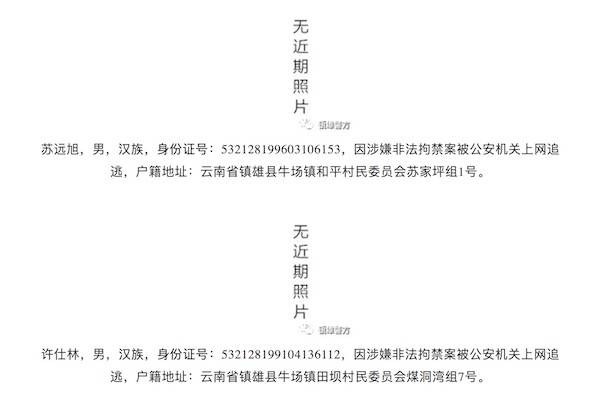 无近期照片
镇雄警方
苏远旭，男，汉族，身份证号：532128199603106153，因涉嫌非法拘禁案被公安机关上网追
逃，户籍地址：云南省镇雄县牛场镇和平村民委员会苏家坪组1号。
无近期照片
镇雄警方
许仕林，男，汉族，身份证号：532128199104136112，因涉嫌非法拘禁案被公安机关上网追
逃，户籍地址：云南省镇雄县牛场镇田坝村民委员会煤洞湾组7号。